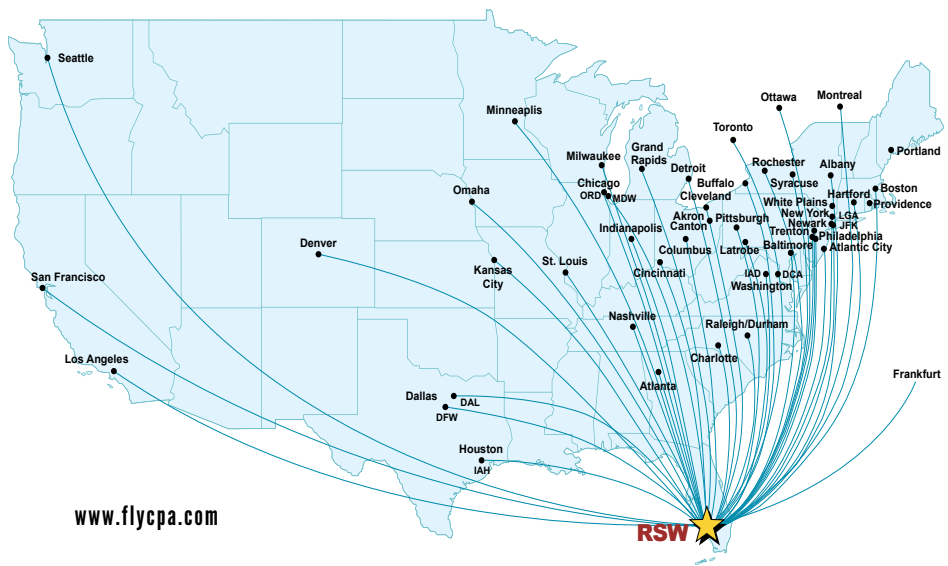 Seattle
Minneaplis
Ottawa
Montreal
Toronto
Milwaukee
Grand
Rapids
Detroit
Rochester
Albany
Portland
Chicago
ORD
MDW
Buffalo
Cleveland
Syracuse
Hartford
Boston
Providence
Omaha
White Plains
New York
LGA
Newark
JFK
Akron
Canton
Pittsburgh
Trenton
Philadelphia
Indianapolis
Columbus
Latrobe
Baltimore
Atlantic City
Denver
San Francisco
Kansas
City
St. Louis
Cincinnati
IAD
DCA
Washington
Nashville
Raleigh/Durham
Charlotte
Los Angeles
Atlanta
Frankfurt
Dallas
DAL
DFW
Houston
IAH
www.flycpa.com
RSW